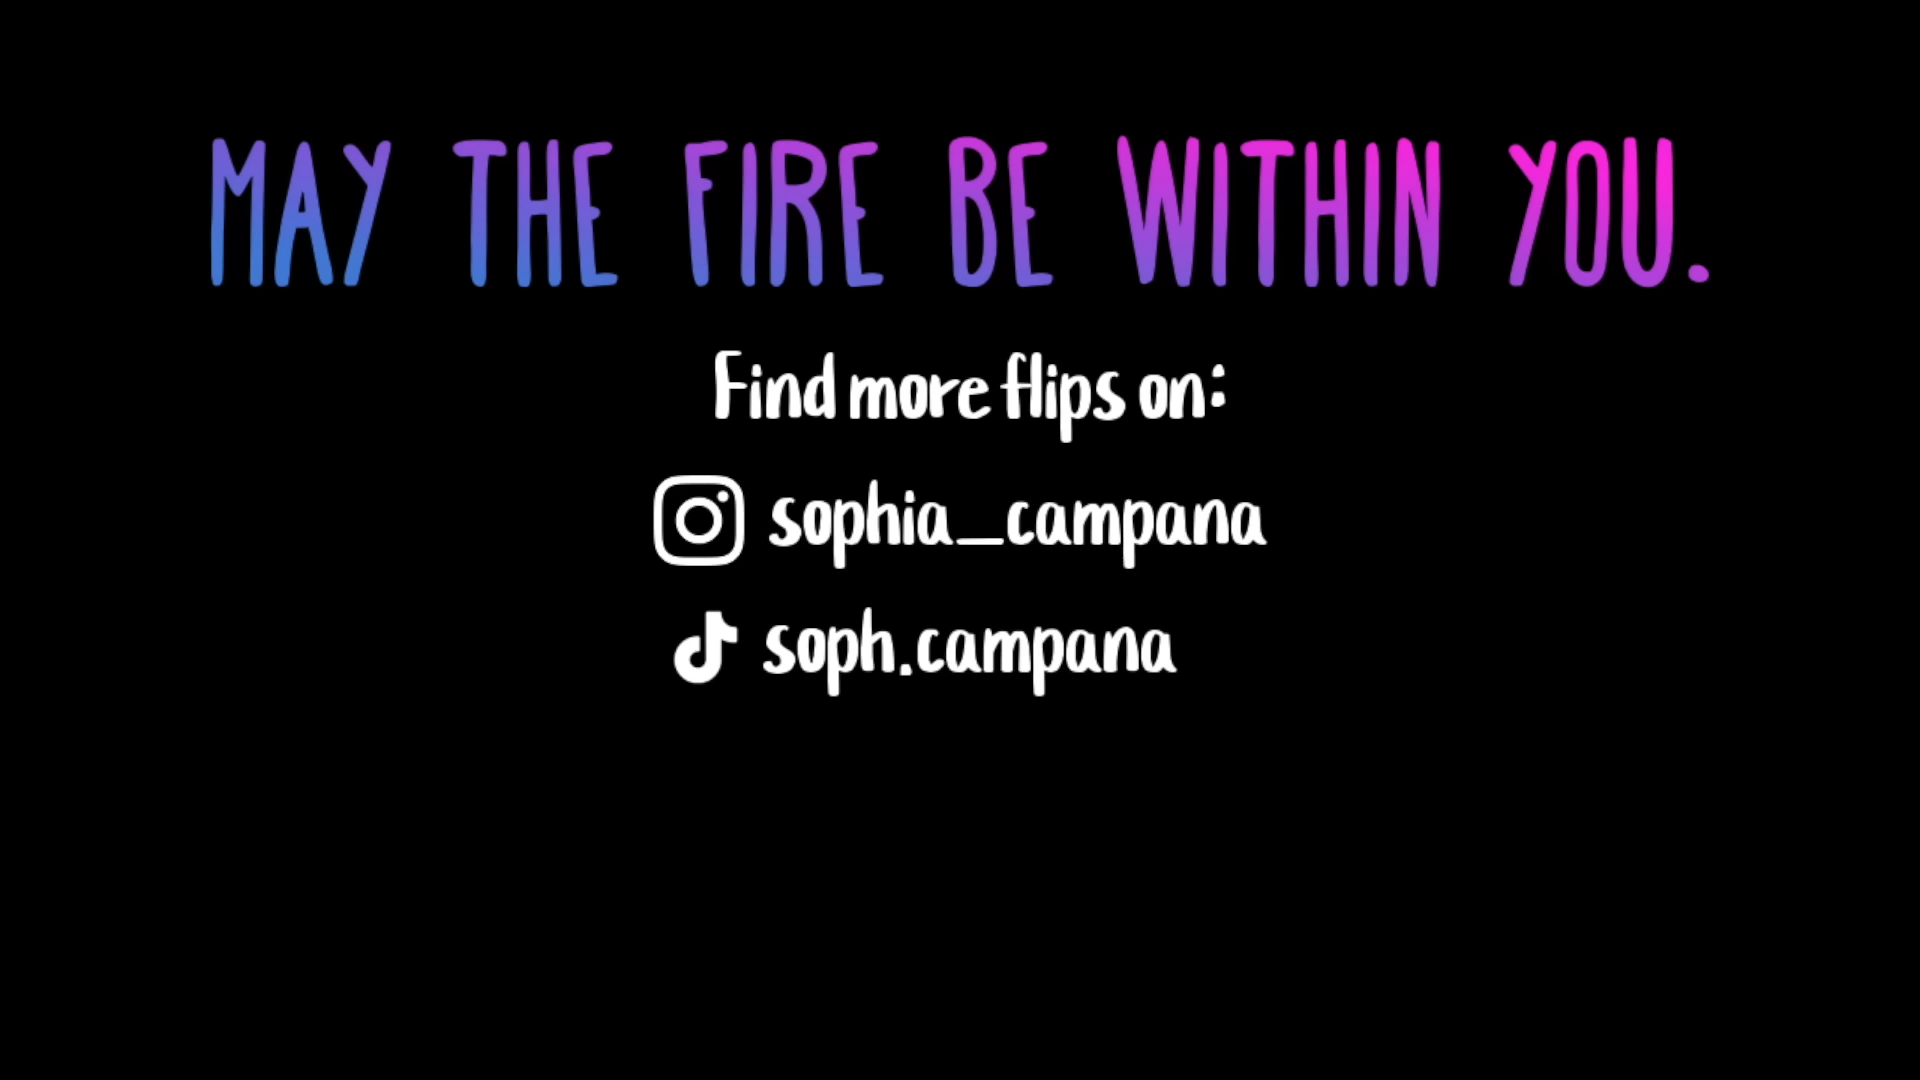 MAY THE FIRE BE WITHIN YOU.
Find more flips on:
sophia_campana
soph.campana